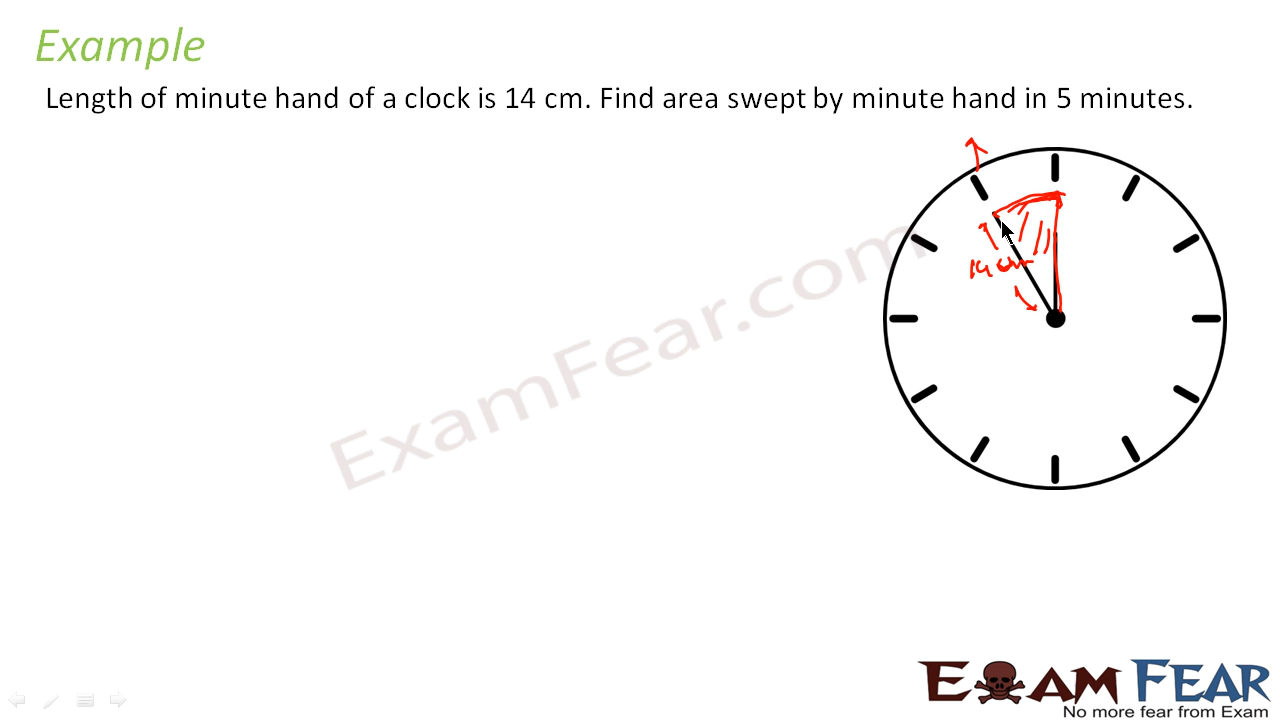 Example
Length of minute hand of a clock is 14 cm. Find area swept by minute hand in 5 minutes.
14 cm
ExamFear.com
EXAM FEAR
No more fear from Exam